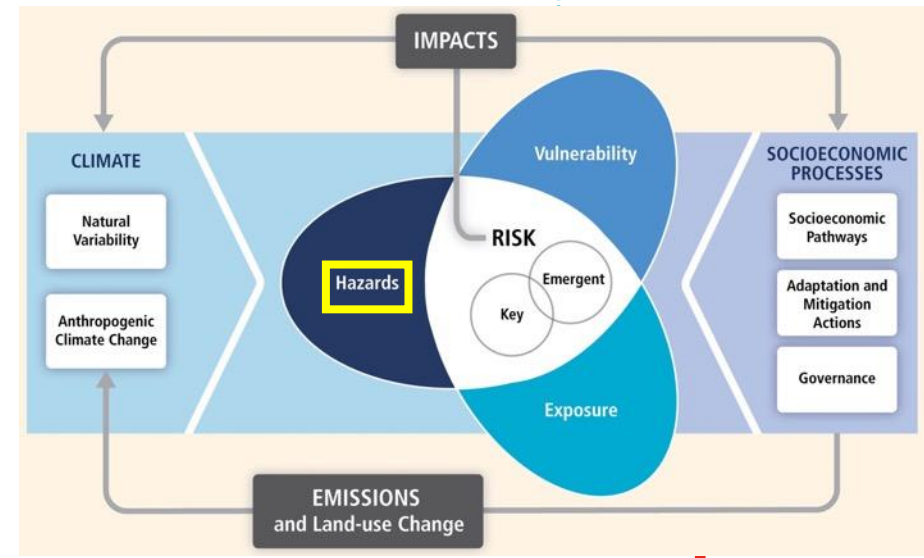 IMPACTS
CLIMATE
Natural
Variability
Anthropogenic
Climate Change
Vulnerability
Hazards
RISK
Emergent
Key
Exposure
SOCIOECONOMIC
PROCESSES
Socioeconomic
Pathways
Adaptation and
Mitigation
Actions
Governance
EMISSIONS
and Land-use Change